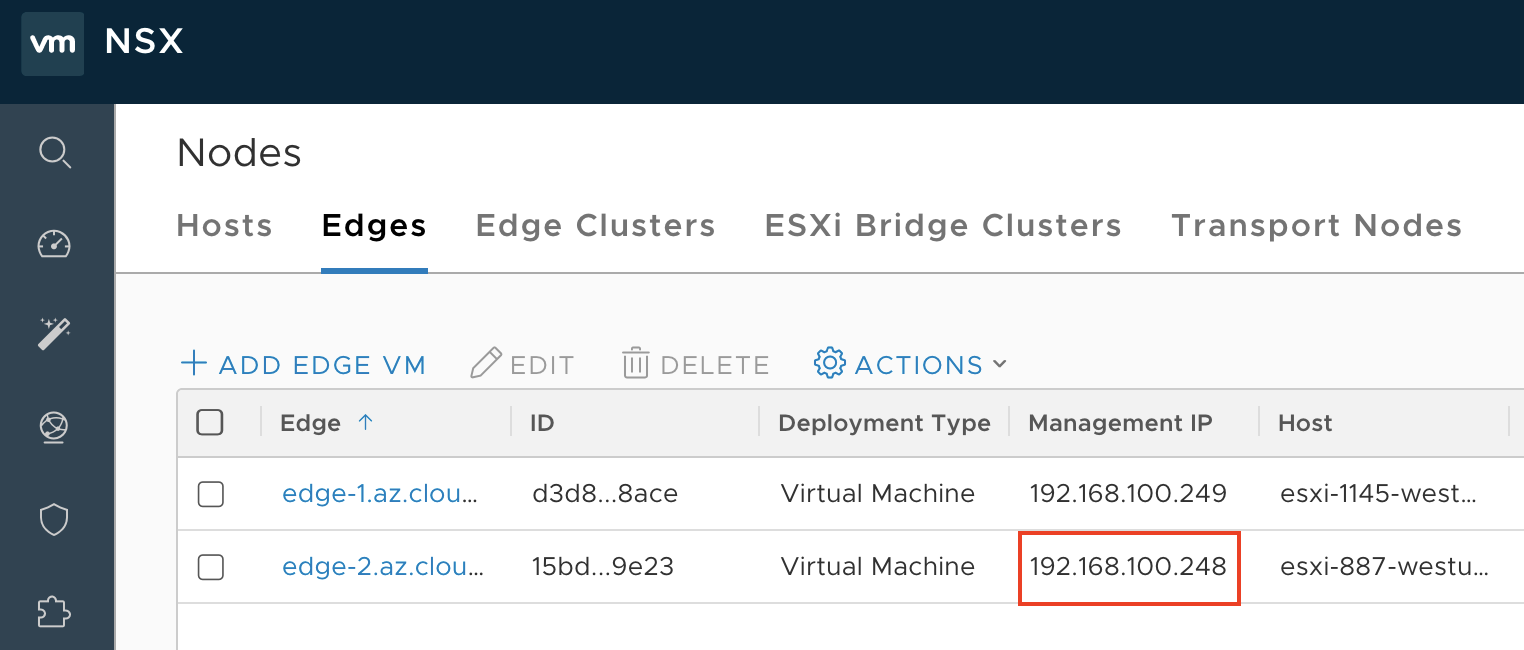 vm NSX
Nodes
Hosts Edges Edge Clusters ESXi Bridge Clusters Transport Nodes
ADD EDGE VM EDIT DELETE ACTIONS
Edge ID Deployment Type Management IP Host
edge-1.az.clou... d3d8...8ace Virtual Machine 192.168.100.249 esxi-1145-west...
edge-2.az.clou... 15bd...9e23 Virtual Machine 192.168.100.248 esxi-887-westu...